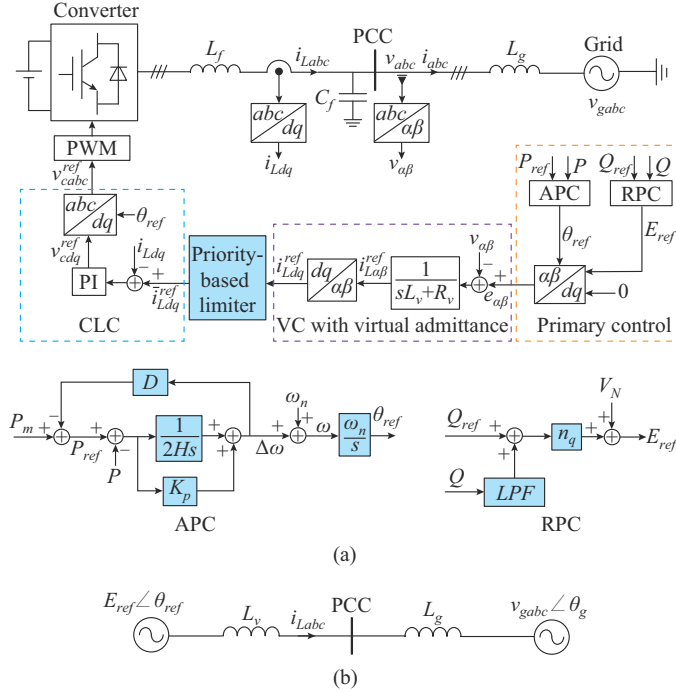 Converter
L_f
i_Labc
PCC
v_abc
i_abc
L_g
Grid
v_gabc
C_f
abc
dq
i_Ldq
abc
αβ
v_αβ
PWM
v_cabc^ref
abc
dq
θ_ref
v_cdq^ref
PI
i_Ldq
−
+
ī_Ldq^ref
CLC
Priority-
based
limiter
i_Ldq^ref
dq
αβ
i_Lαβ^ref
1
sL_v+R_v
v_αβ
−
+
e_αβ
VC with virtual admittance
P_ref
P
Q_ref
Q
APC
RPC
θ_ref
E_ref
αβ
dq
0
Primary control
D
P_m
+
−
P_ref
+
−
P
1
2Hs
K_p
+
+
Δω
+
ω_n
+
ω
ω_n
s
θ_ref
APC
Q_ref
+
+
Q
LPF
n_q
V_N
+
+
E_ref
RPC
(a)
E_ref∠θ_ref
L_v
i_Labc
PCC
L_g
v_gabc∠θ_g
(b)